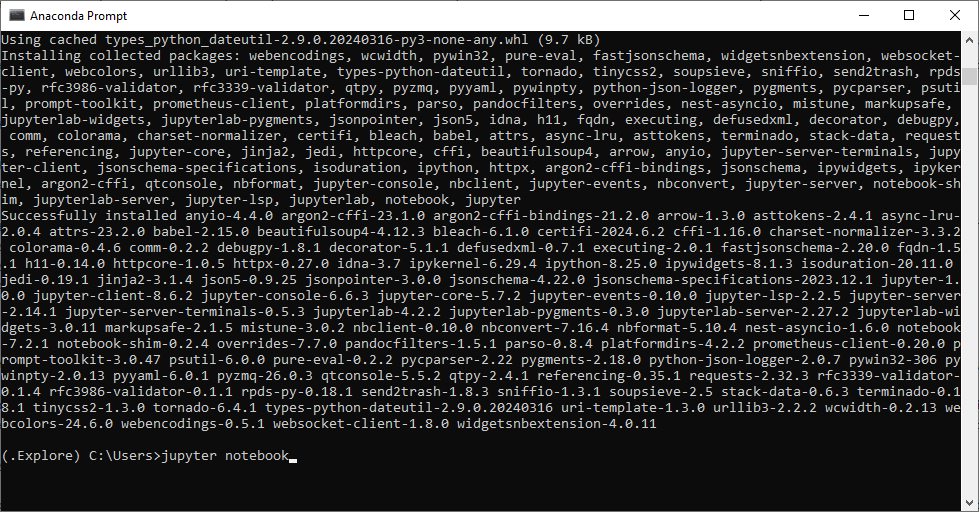 Anaconda Prompt
Using cached types_python_dateutil-2.9.0.20240316-py3-none-any.whl (9.7 kB)
Installing collected packages: webencodings, wcwidth, pywin32, pure-eval, fastjsonschema, widgetsnbextension, websocket-
client, webcolors, urllib3, uri-template, types-python-dateutil, tornado, tinycss2, soupsieve, sniffio, send2trash, rpds
-py, rfc3986-validator, rfc3339-validator, qtpy, pyzmq, pyyaml, pywinpty, python-json-logger, pygments, pycparser, psuti
l, prompt-toolkit, prometheus-client, platformdirs, parso, pandocfilters, overrides, nest-asyncio, mistune, markupsafe,
jupyterlab-widgets, jupyterlab-pygments, jsonpointer, json5, idna, h11, fqdn, executing, defusedxml, decorator, debugpy,
comm, colorama, charset-normalizer, certifi, bleach, babel, attrs, async-lru, asttokens, terminado, stack-data, request
s, referencing, jupyter-core, jinja2, jedi, httpcore, cffi, beautifulsoup4, arrow, anyio, jupyter-server-terminals, jupy
ter-client, jsonschema-specifications, isoduration, ipython, httpx, argon2-cffi-bindings, jsonschema, ipywidgets, ipyker
nel, argon2-cffi, qtconsole, nbformat, jupyter-console, nbclient, jupyter-events, nbconvert, jupyter-server, notebook-sh
im, jupyterlab-server, jupyter-lsp, jupyterlab, notebook, jupyter
Successfully installed anyio-4.4.0 argon2-cffi-23.1.0 argon2-cffi-bindings-21.2.0 arrow-1.3.0 asttokens-2.4.1 async-lru-
2.0.4 attrs-23.2.0 babel-2.15.0 beautifulsoup4-4.12.3 bleach-6.1.0 certifi-2024.6.2 cffi-1.16.0 charset-normalizer-3.3.2
colorama-0.4.6 comm-0.2.2 debugpy-1.8.1 decorator-5.1.1 defusedxml-0.7.1 executing-2.0.1 fastjsonschema-2.20.0 fqdn-1.5
.1 h11-0.14.0 httpcore-1.0.5 httpx-0.27.0 idna-3.7 ipykernel-6.29.4 ipython-8.25.0 ipywidgets-8.1.3 isoduration-20.11.0
jedi-0.19.1 jinja2-3.1.4 json5-0.9.25 jsonpointer-3.0.0 jsonschema-4.22.0 jsonschema-specifications-2023.12.1 jupyter-1.
0.0 jupyter-client-8.6.2 jupyter-console-6.6.3 jupyter-core-5.7.2 jupyter-events-0.10.0 jupyter-lsp-2.2.5 jupyter-server
-2.14.1 jupyter-server-terminals-0.5.3 jupyterlab-4.2.2 jupyterlab-pygments-0.3.0 jupyterlab-server-2.27.2 jupyterlab-wi
dgets-3.0.11 markupsafe-2.1.5 mistune-3.0.2 nbclient-0.10.0 nbconvert-7.16.4 nbformat-5.10.4 nest-asyncio-1.6.0 notebook
-7.2.1 notebook-shim-0.2.4 overrides-7.7.0 pandocfilters-1.5.1 parso-0.8.4 platformdirs-4.2.2 prometheus-client-0.20.0 p
rompt-toolkit-3.0.47 psutil-6.0.0 pure-eval-0.2.2 pycparser-2.22 pygments-2.18.0 python-json-logger-2.0.7 pywin32-306 py
winpty-2.0.13 pyyaml-6.0.1 pyzmq-26.0.3 qtconsole-5.5.2 qtpy-2.4.1 referencing-0.35.1 requests-2.32.3 rfc3339-validator-
0.1.4 rfc3986-validator-0.1.1 rpds-py-0.18.1 send2trash-1.8.3 sniffio-1.3.1 soupsieve-2.5 stack-data-0.6.3 terminado-0.1
8.1 tinycss2-1.3.0 tornado-6.4.1 types-python-dateutil-2.9.0.20240316 uri-template-1.3.0 urllib3-2.2.2 wcwidth-0.2.13 we
bcolors-24.6.0 webencodings-0.5.1 websocket-client-1.8.0 widgetsnbextension-4.0.11
(.Explore) C:\Users>jupyter notebook